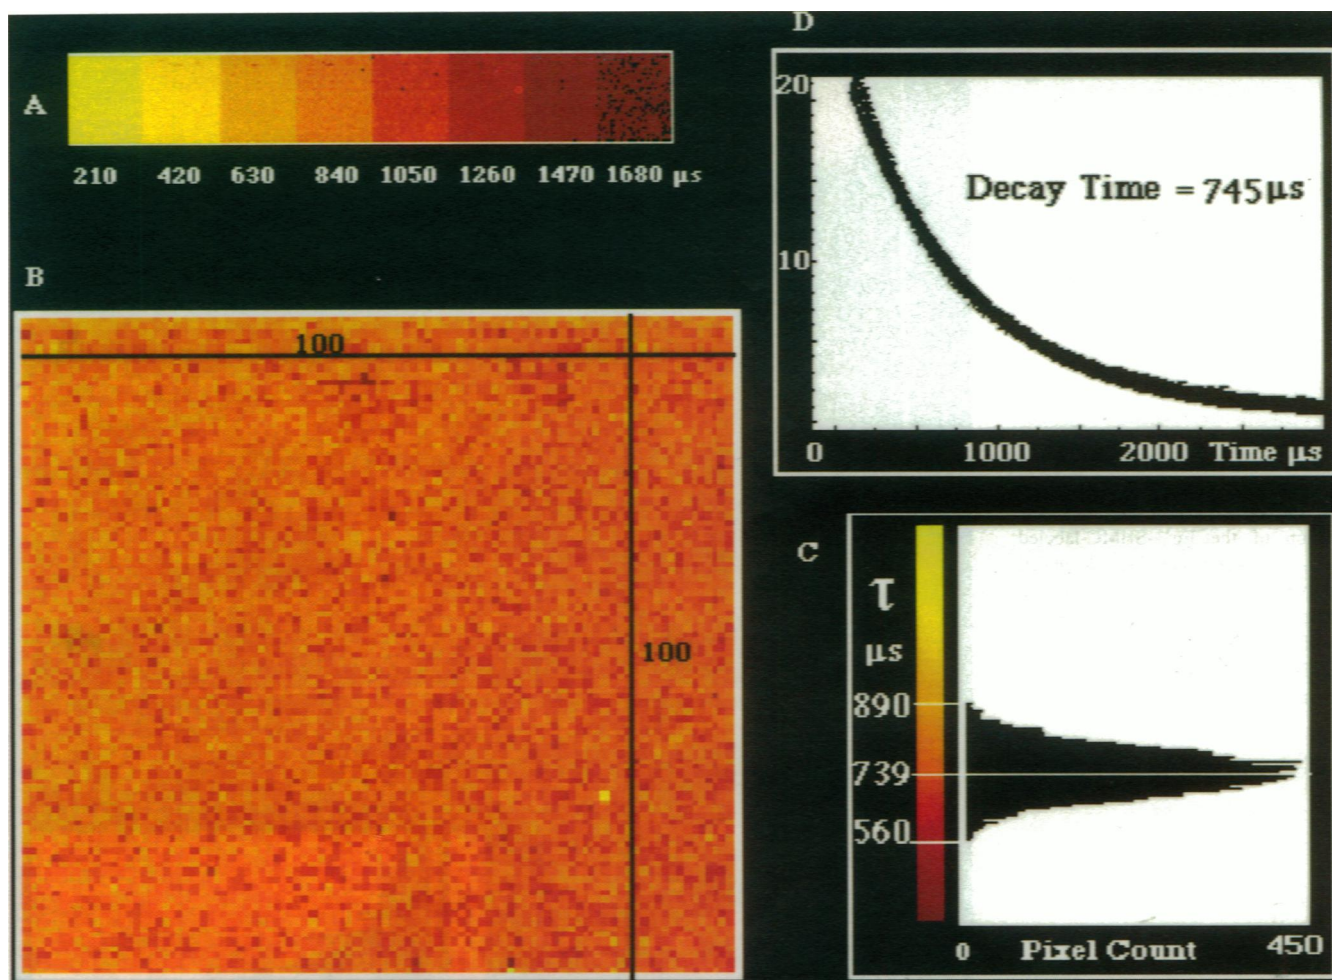 A
210 420 630 840 1050 1260 1470 1680 μs
B
100
100
D
20
10
Decay Time = 745μs
0 1000 2000 Time μs
C
τ
μs
890
739
560
0 Pixel Count 450